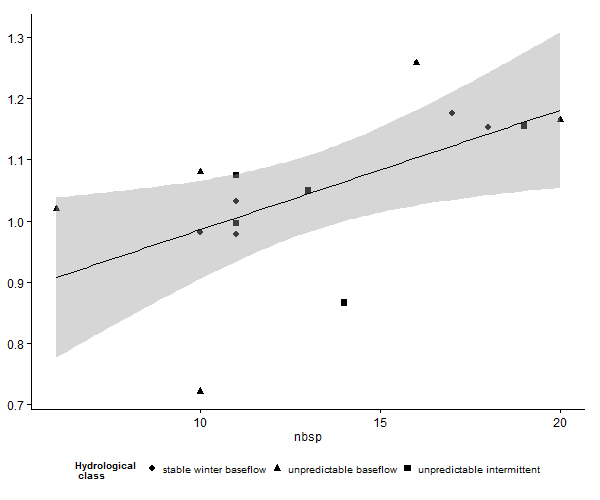 1.3
1.2
1.1
1.0
0.9
0.8
0.7
10 15 20
nbsp
Hydrological
class
stable winter baseflow unpredictable baseflow unpredictable intermittent